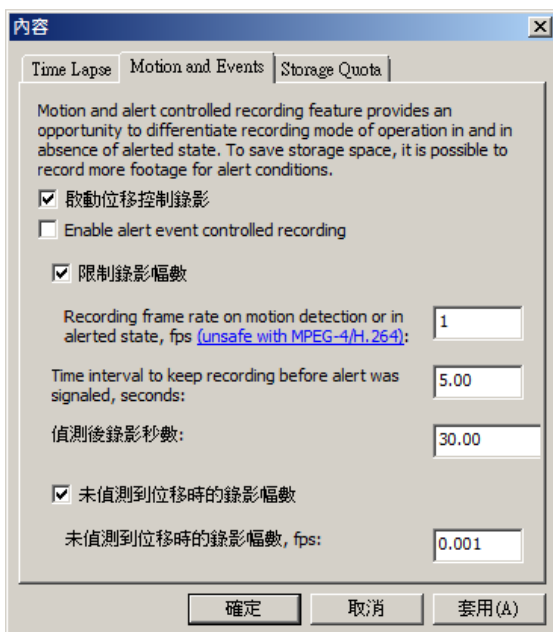 內容
Time Lapse Motion and Events Storage Quota
Motion and alert controlled recording feature provides an
opportunity to differentiate recording mode of operation in and in
absence of alerted state. To save storage space, it is possible to
record more footage for alert conditions.
啟動位移控制錄影
Enable alert event controlled recording
限制錄影幅數
Recording frame rate on motion detection or in
alerted state, fps (unsafe with MPEG-4/H.264):
1
Time interval to keep recording before alert was
signaled, seconds:
5.00
偵測後錄影秒數:
30.00
未偵測到位移時的錄影幅數
未偵測到位移時的錄影幅數, fps:
0.001
確定 取消 套用(A)